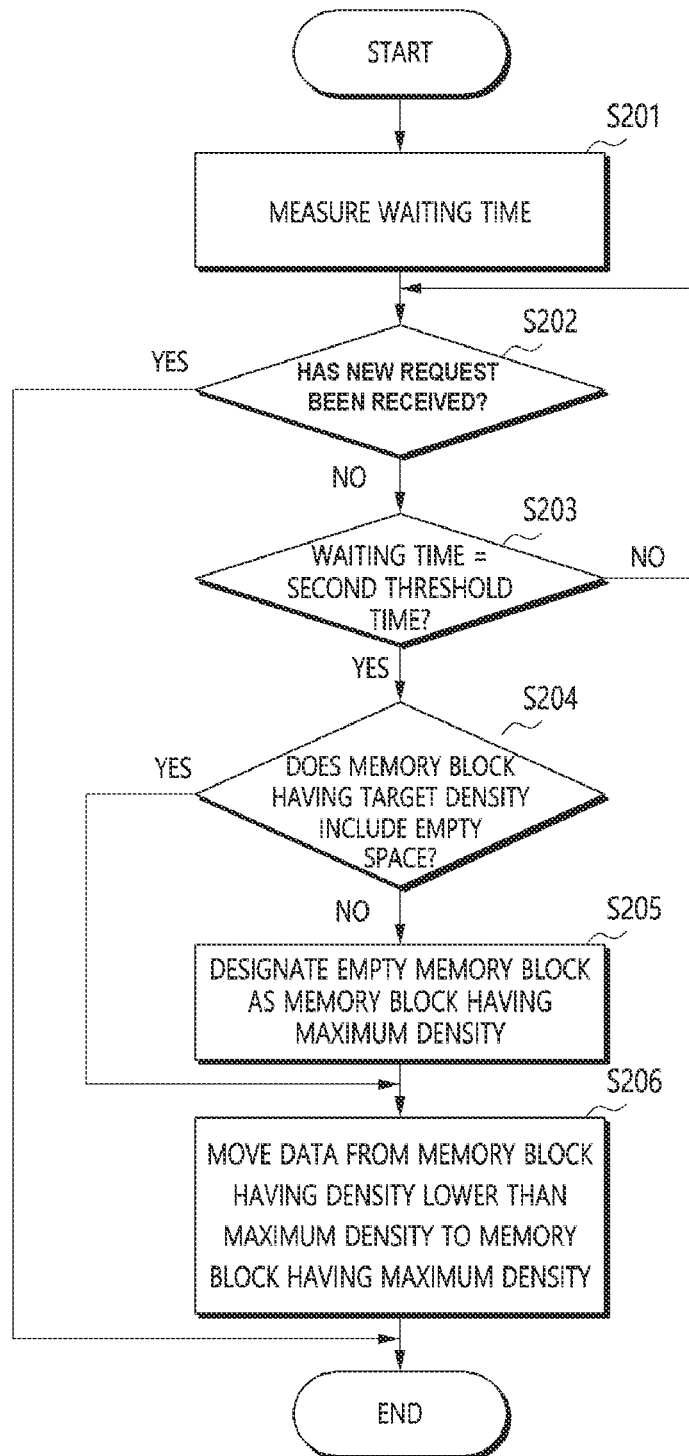 START
S201
MEASURE WAITING TIME
S202
YES
HAS NEW REQUEST
BEEN RECEIVED?
NO
S203
WAITING TIME =
SECOND THRESHOLD
TIME?
NO
YES
S204
YES
DOES MEMORY BLOCK
HAVING TARGET DENSITY
INCLUDE EMPTY
SPACE?
NO
S205
DESIGNATE EMPTY MEMORY BLOCK
AS MEMORY BLOCK HAVING
MAXIMUM DENSITY
S206
MOVE DATA FROM MEMORY BLOCK
HAVING DENSITY LOWER THAN
MAXIMUM DENSITY TO MEMORY
BLOCK HAVING MAXIMUM DENSITY
END